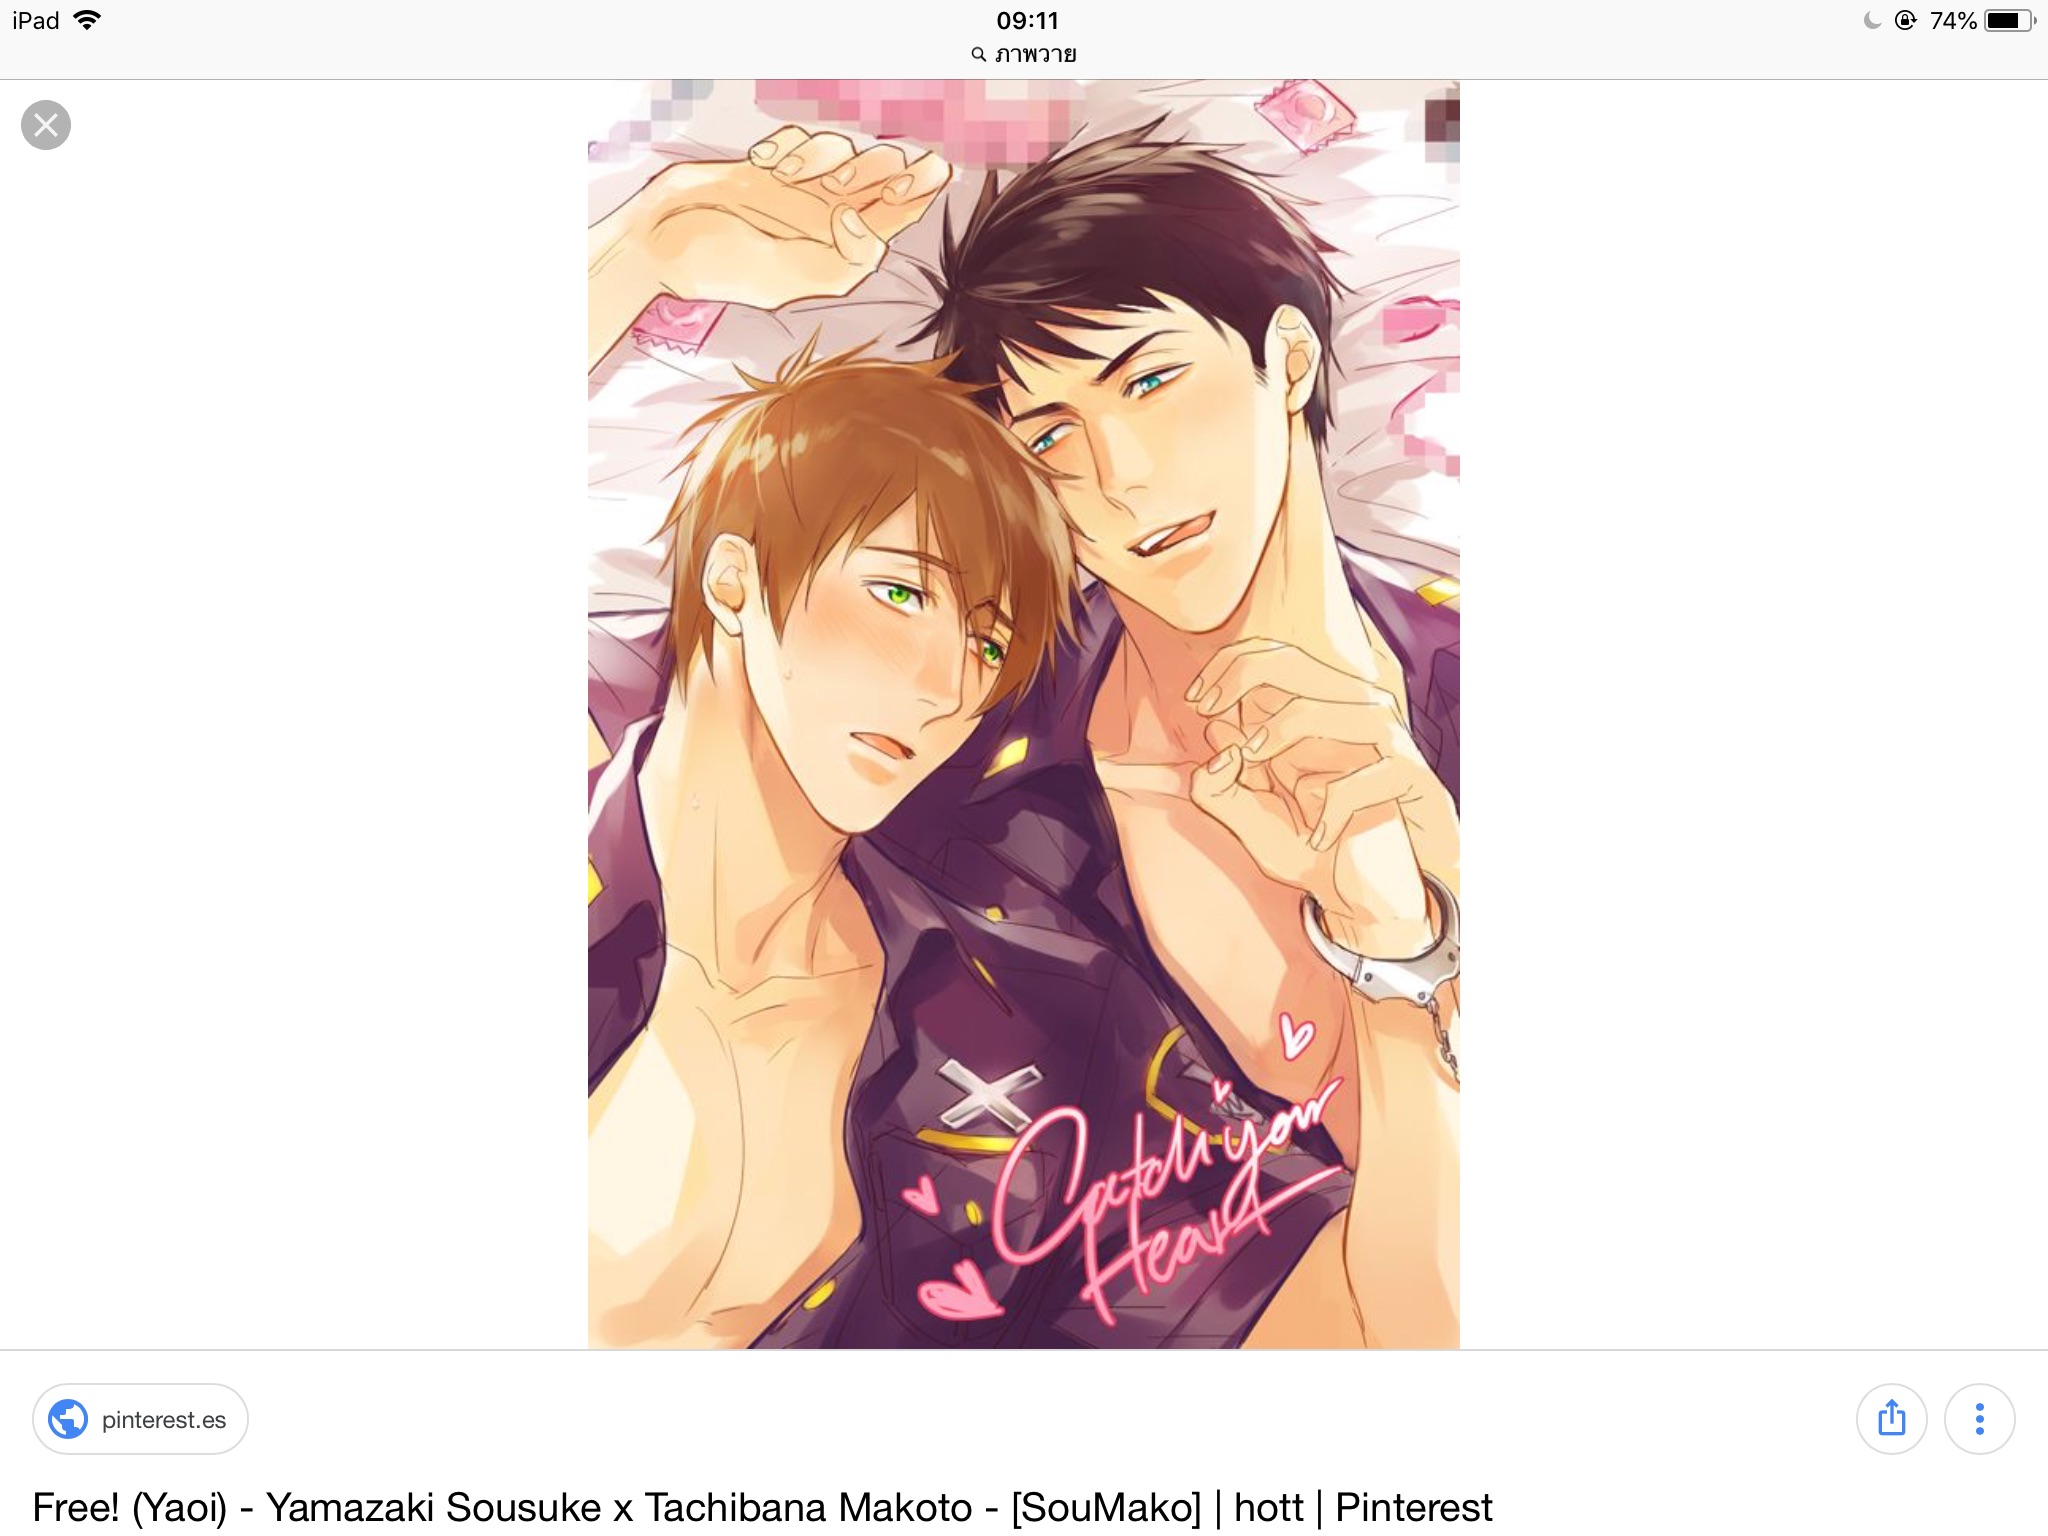 iPad 09:11 74%
ภาพวาย
Catch your
Heart
pinterest.es
Free! (Yaoi) - Yamazaki Sousuke x Tachibana Makoto - [SouMako] | hott | Pinterest